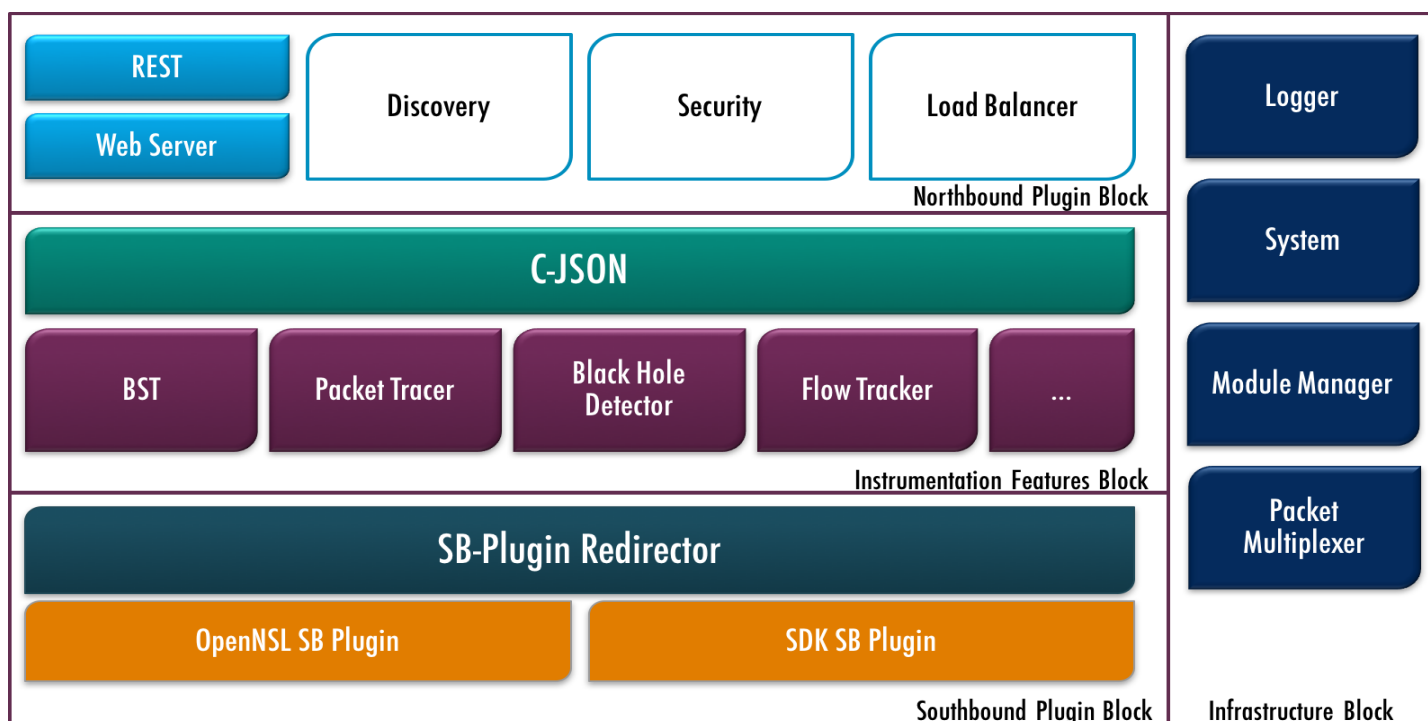 REST
Web Server
Discovery
Security
Load Balancer
Northbound Plugin Block
C-JSON
BST
Packet Tracer
Black Hole
Detector
Flow Tracker
...
Instrumentation Features Block
SB-Plugin Redirector
OpenNSL SB Plugin
SDK SB Plugin
Southbound Plugin Block
Logger
System
Module Manager
Packet
Multiplexer
Infrastructure Block